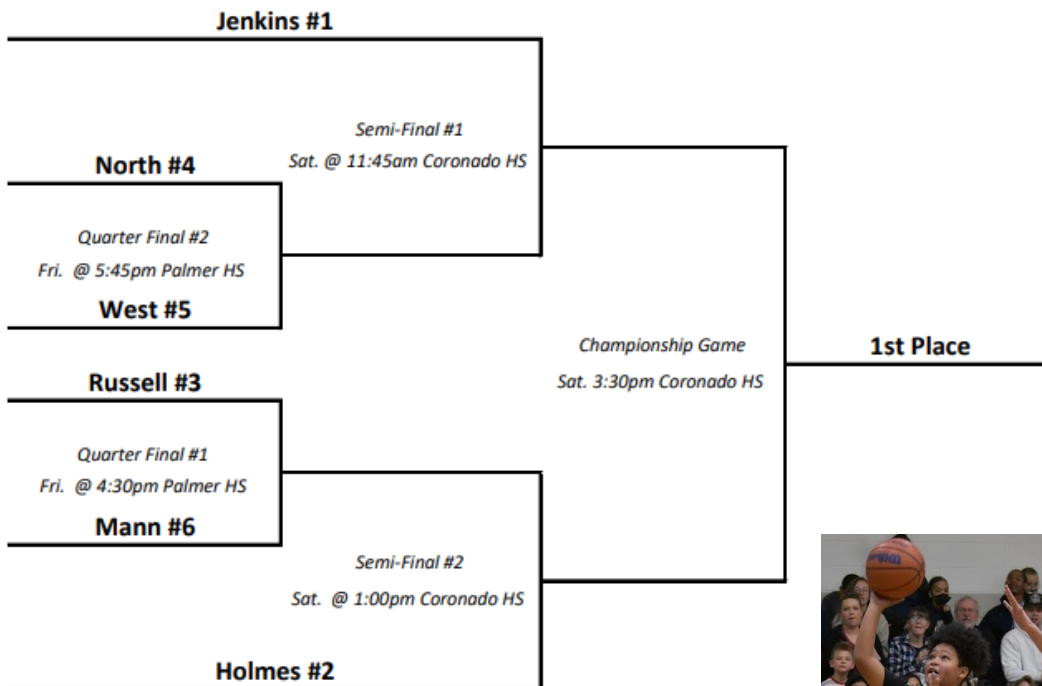 Jenkins #1
Semi-Final #1
Sat. @ 11:45am Coronado HS
North #4
Quarter Final #2
Fri. @ 5:45pm Palmer HS
West #5
Championship Game
Sat. 3:30pm Coronado HS
1st Place
Russell #3
Quarter Final #1
Fri. @ 4:30pm Palmer HS
Mann #6
Semi-Final #2
Sat. @ 1:00pm Coronado HS
Holmes #2